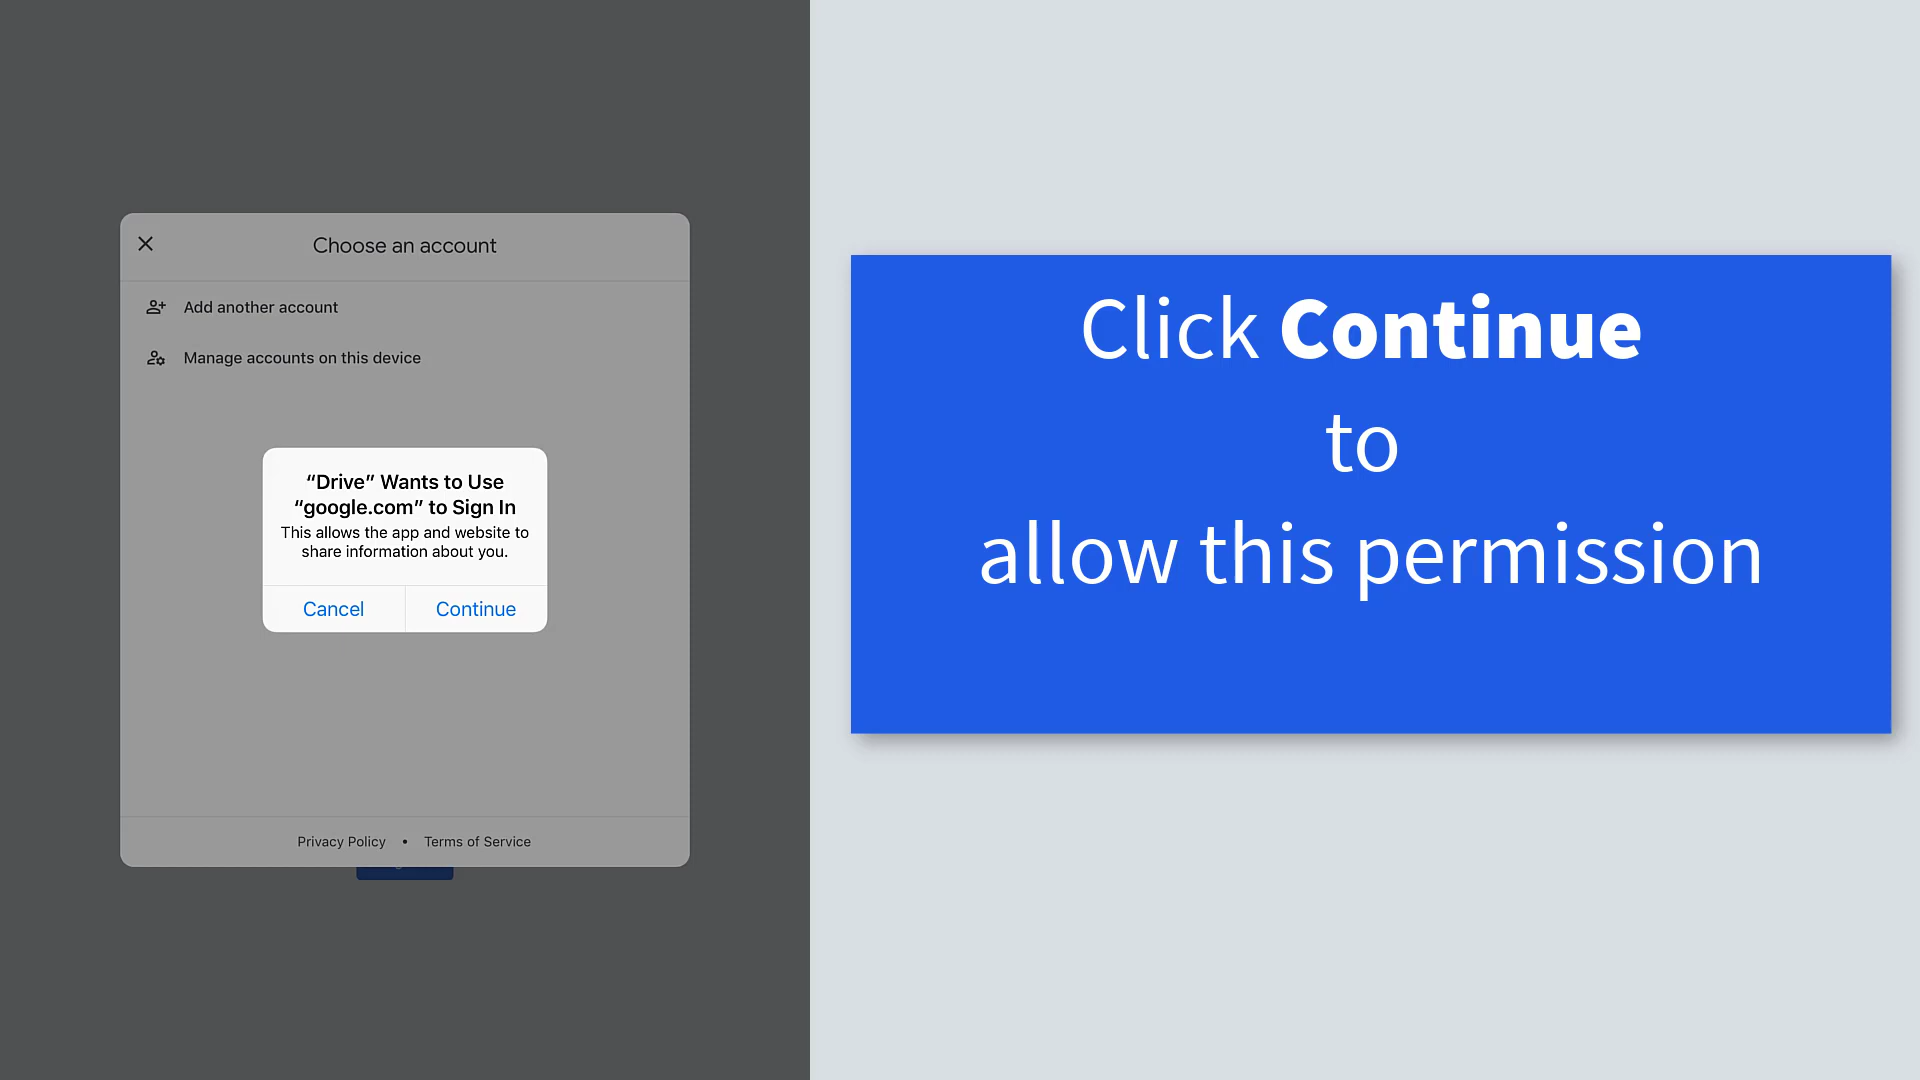 Choose an account
Add another account
Manage accounts on this device
“Drive” Wants to Use
“google.com” to Sign In
This allows the app and website to
share information about you.
Cancel Continue
Privacy Policy • Terms of Service
Click Continue
to
allow this permission